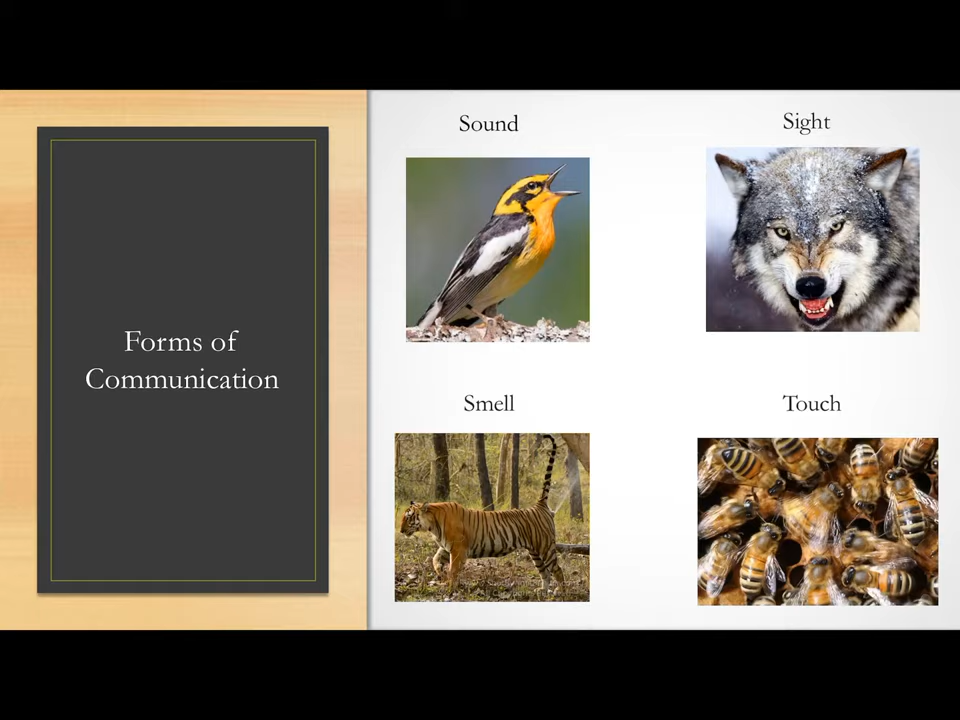 Forms of
Communication
Sound
Sight
Smell
Touch